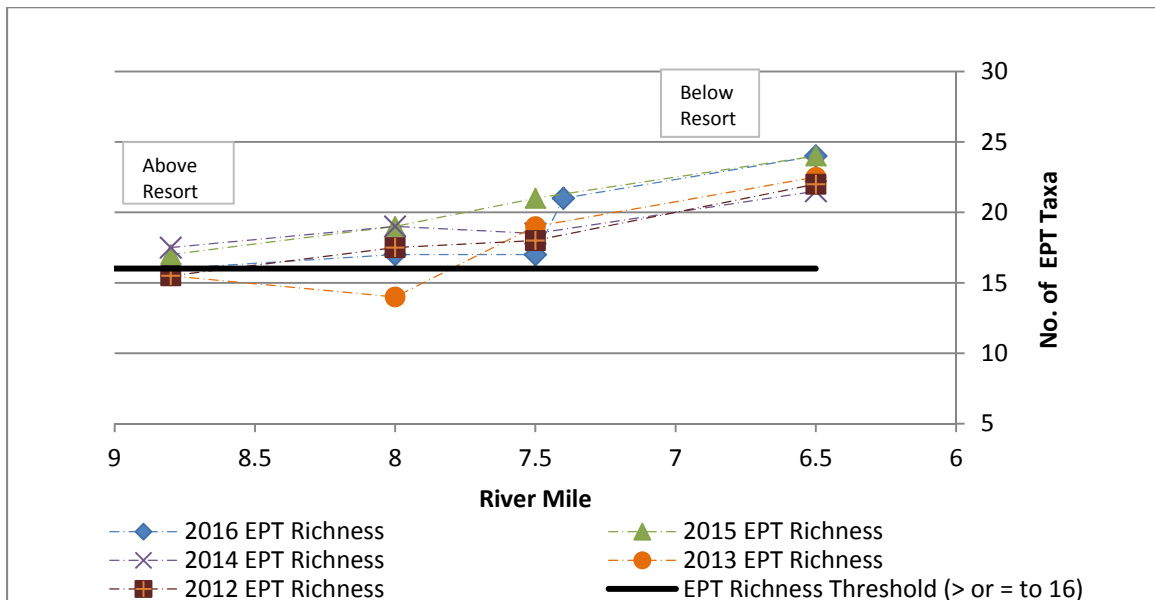 Above
Resort
Below
Resort
30
25
20
15
10
5
No. of EPT Taxa
9 8.5 8 7.5 7 6.5 6
River Mile
2016 EPT Richness 2015 EPT Richness
2014 EPT Richness 2013 EPT Richness
2012 EPT Richness EPT Richness Threshold (> or = to 16)